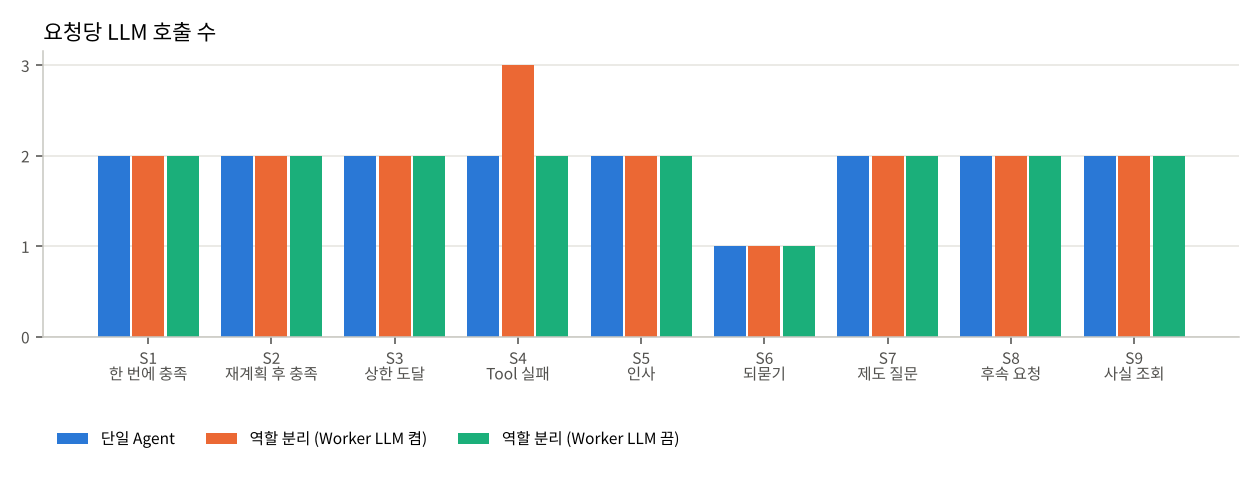 요청당 LLM 호출 수
3
2
1
0
S1
한 번에 충족
S2
재계획 후 충족
S3
상한 도달
S4
Tool 실패
S5
인사
S6
되묻기
S7
제도 질문
S8
후속 요청
S9
사실 조회
단일 Agent
역할 분리 (Worker LLM 켬)
역할 분리 (Worker LLM 끔)